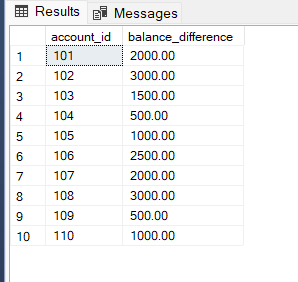 Results Messages
account_id balance_difference
1 101 2000.00
2 102 3000.00
3 103 1500.00
4 104 500.00
5 105 1000.00
6 106 2500.00
7 107 2000.00
8 108 3000.00
9 109 500.00
10 110 1000.00